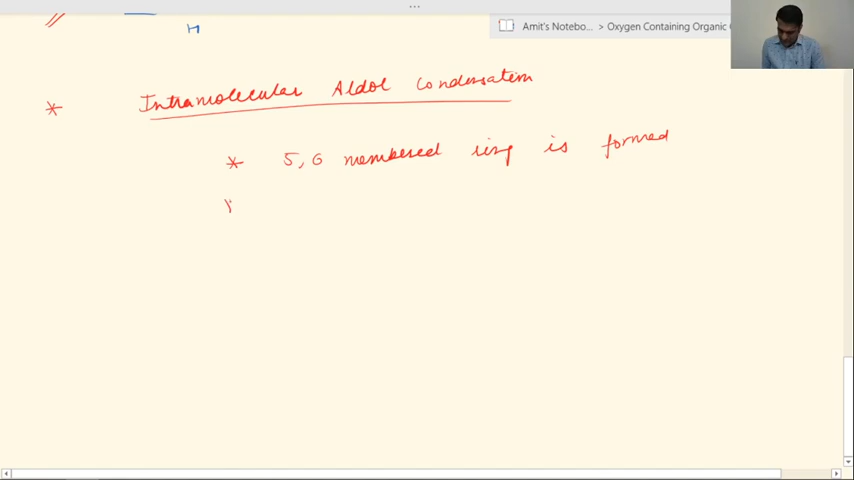 ...
Amit's Notebo... > Oxygen Containing Organic
H
* Intramolecular Aldol Condensation
* 5, 6 membered ring is formed